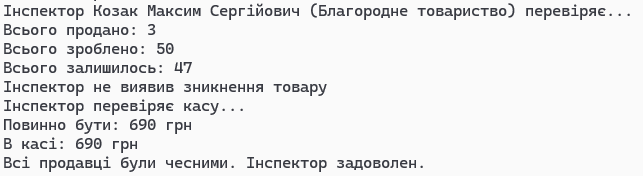 Інспектор Козак Максим Сергійович (Благородне товариство) перевіряє...
Всього продано: 3
Всього зроблено: 50
Всього залишилось: 47
Інспектор не виявив зникнення товару
Інспектор перевіряє касу...
Повинно бути: 690 грн
В касі: 690 грн
Всі продавці були чесними. Інспектор задоволен.